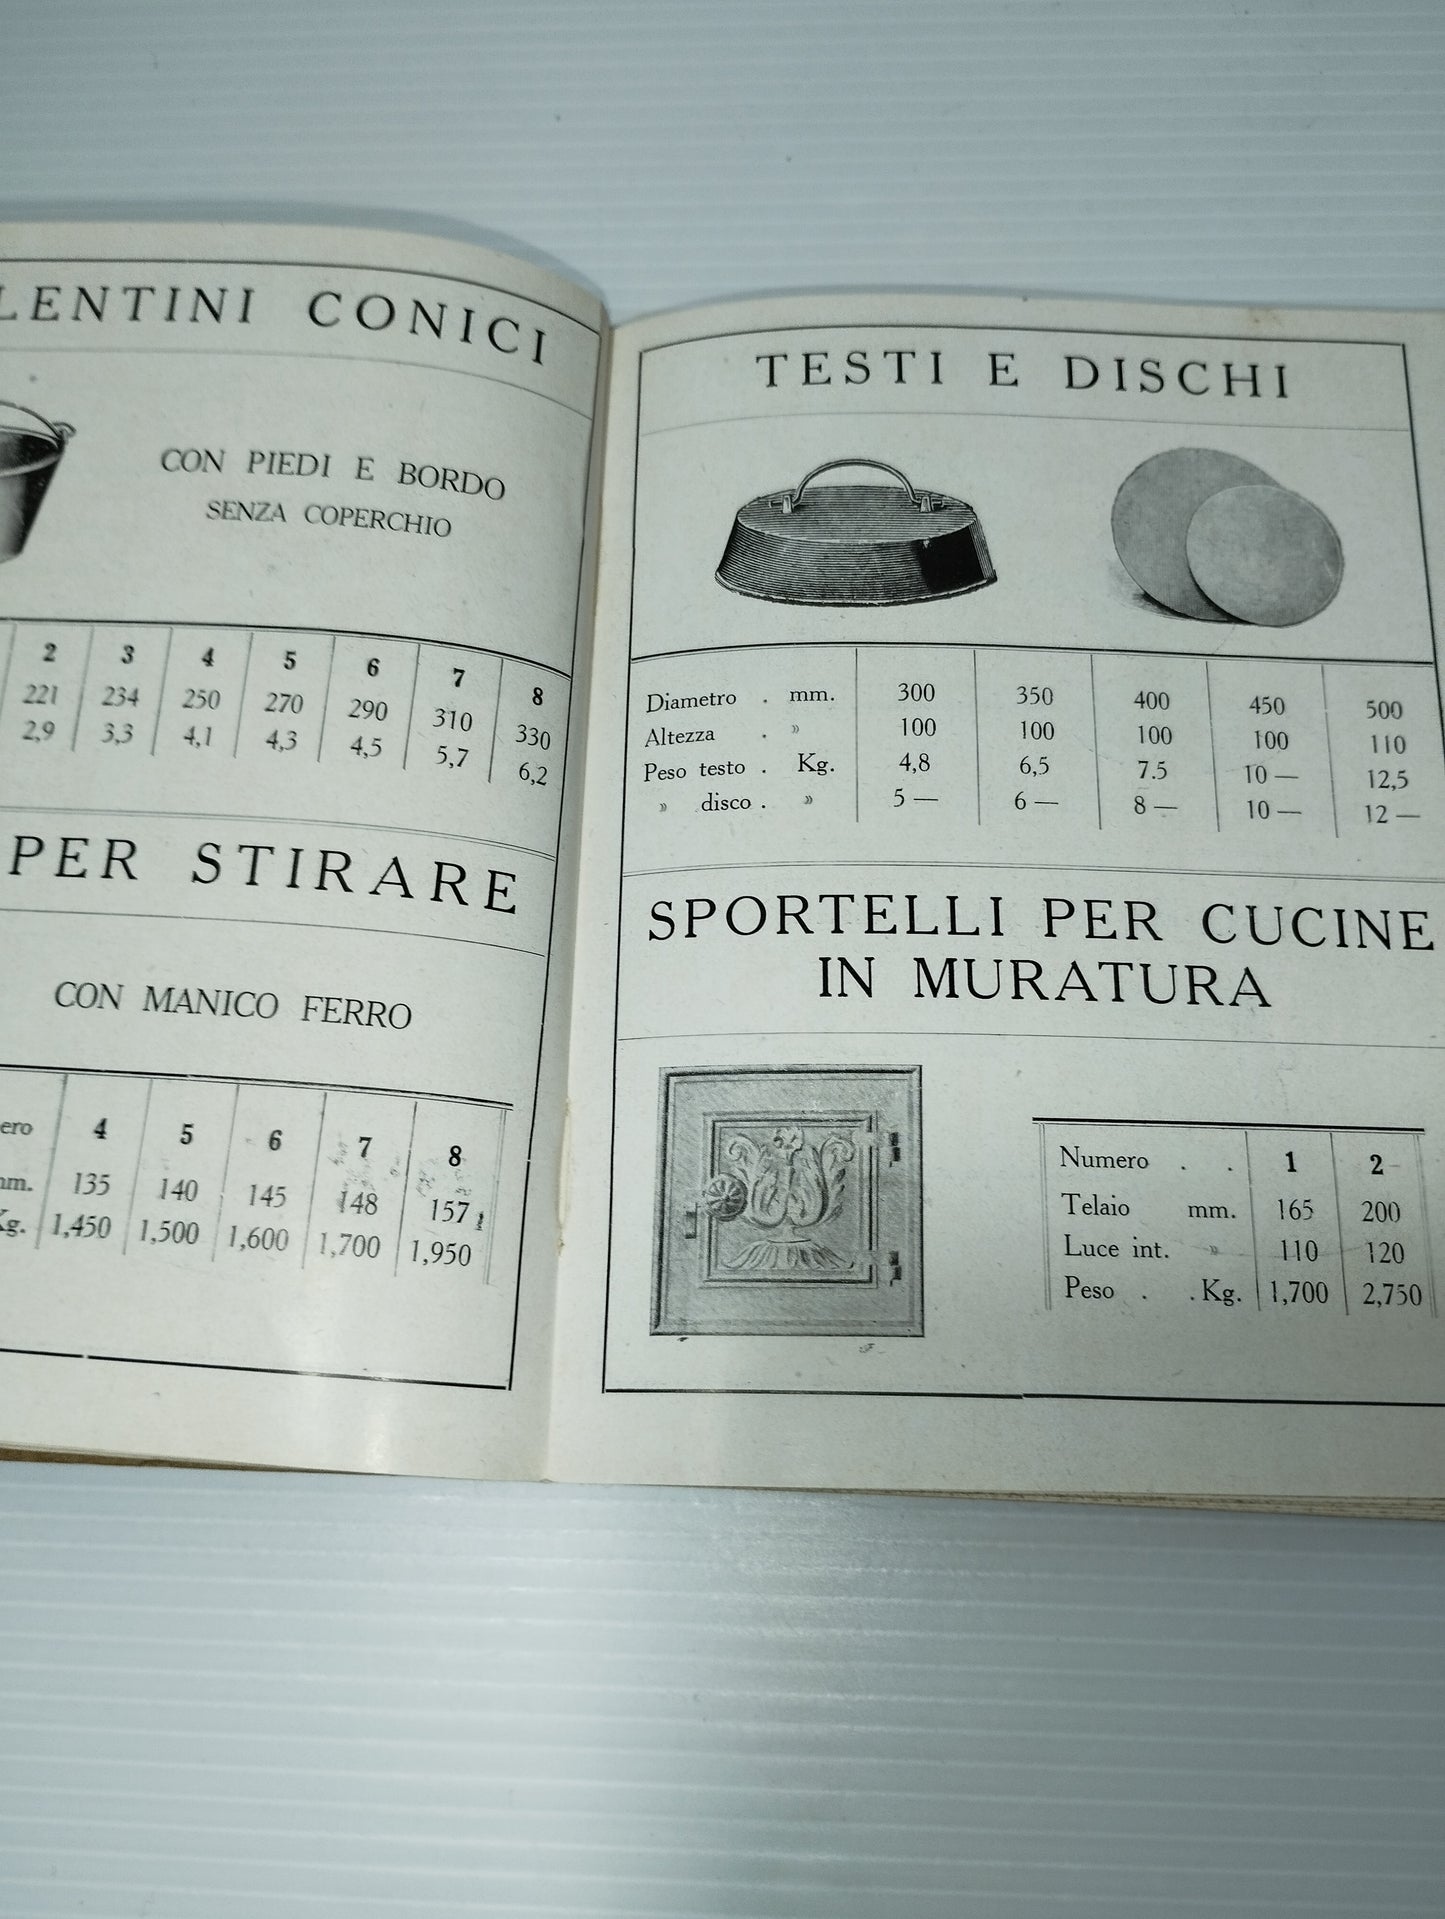 LENTINI CONICI
CON PIEDI E BORDO
SENZA COPERCHIO
2 3 4 5 6 7 8
221 234 250 270 290 310 330
2,9 3,3 4,1 4,3 4,5 5,7 6,2
PER STIRARE
CON MANICO FERRO
ero 4 5 6 7 8
mm. 135 140 145 148 157
Kg. 1,450 1,500 1,600 1,700 1,950
TESTI E DISCHI
Diametro . mm. 300 350 400 450 500
Altezza . » 100 100 100 100 110
Peso testo . Kg. 4,8 6,5 7.5 10 — 12,5
» disco . » 5 — 6 — 8 — 10 — 12 —
SPORTELLI PER CUCINE
IN MURATURA
Numero . . 1 2
Telaio mm. 165 200
Luce int. » 110 120
Peso . . Kg. 1,700 2,750